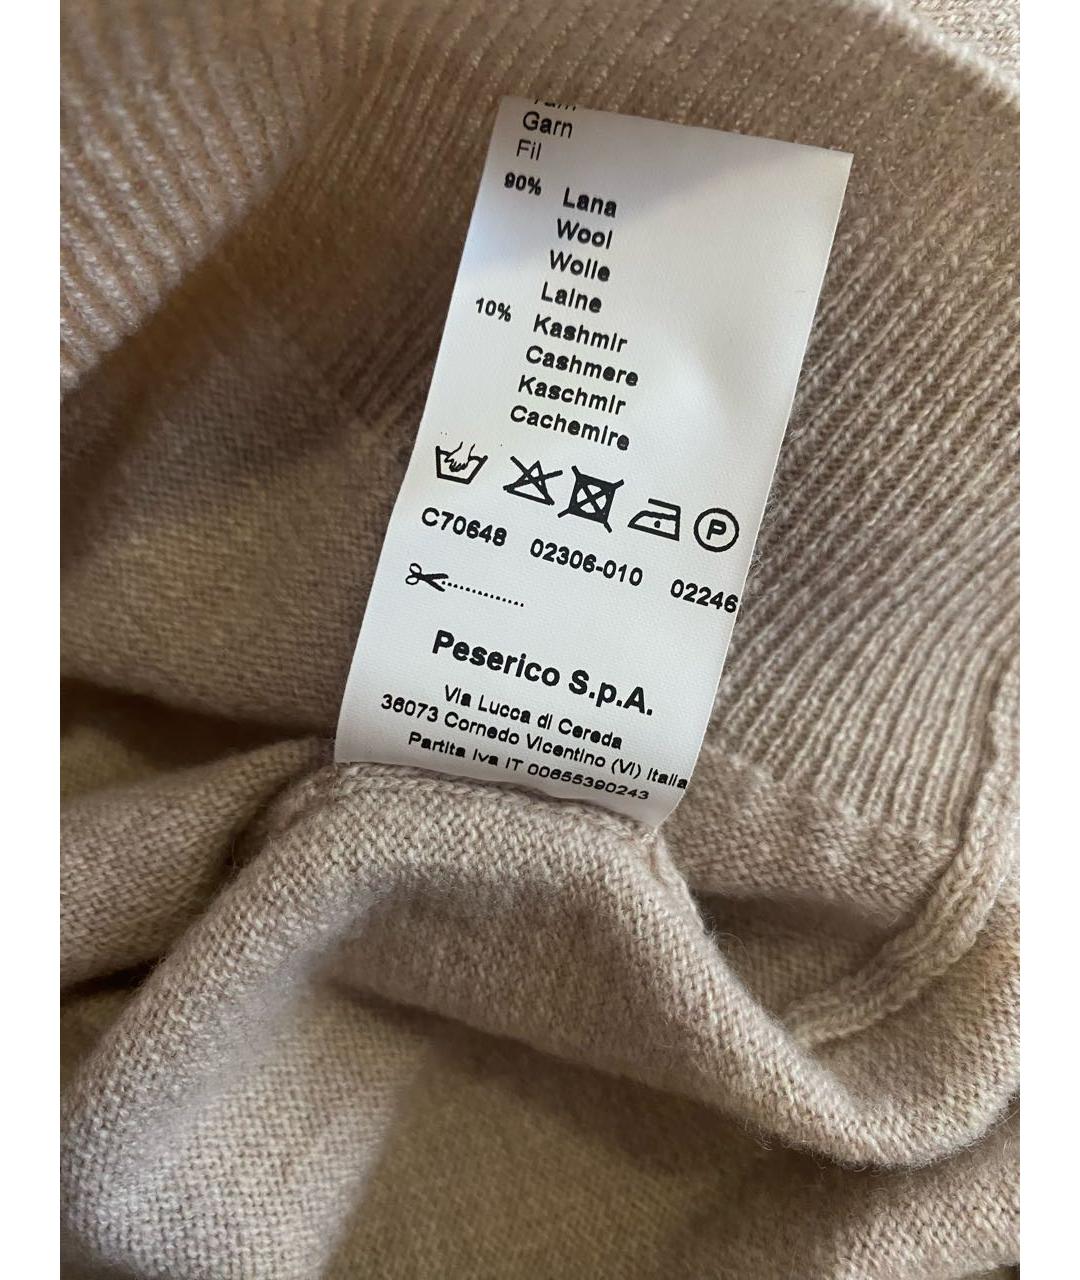 Garn
Fil
90% Lana
Wool
Wolle
Laine
10% Kashmir
Cashmere
Kaschmir
Cachemire
P
C70648 02306-010 02246
Peserico S.p.A.
Via Lucca di Cereda
36073 Cornedo Vicentino (VI) Italia
Partita Iva IT 00655390243